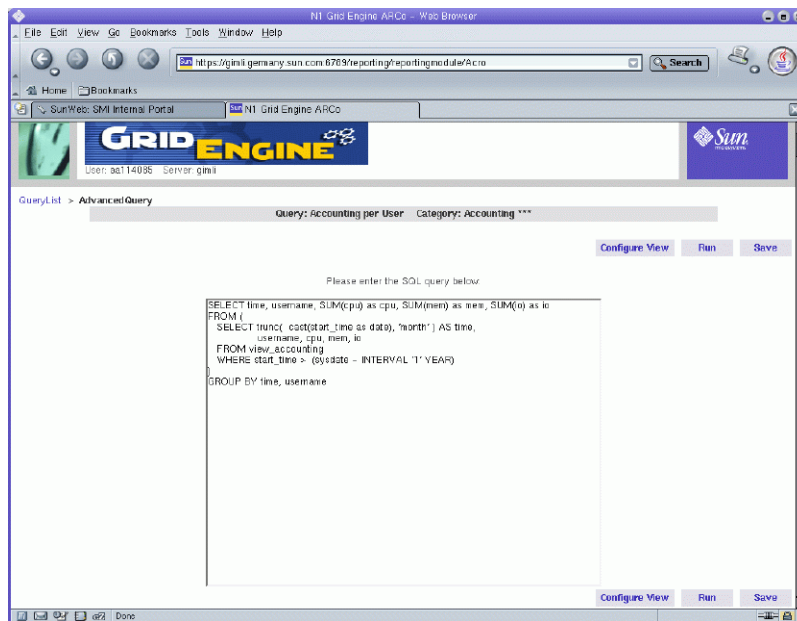 N1 Grid Engine ARCo - Web Browser
File Edit View Go Bookmarks Tools Window Help
Sun https://gimli.germany.sun.com:6789/reporting/reportingmodule/Acro Search
Home Bookmarks
SunWeb: SMI Internal Portal Sun N1 Grid Engine ARCo
GRID ENGINE
Sun
microsystems
User: aa114085 Server: gimli
QueryList > AdvancedQuery
Query: Accounting per User Category: Accounting ***
Configure View Run Save
Please enter the SQL query below
SELECT time, username, SUM(cpu) as cpu, SUM(mem) as mem, SUM(io) as io
FROM (
SELECT trunc( cast(start_time as date), 'month' ) AS time,
username, cpu, mem, io
FROM view_accounting
WHERE start_time > (sysdate - INTERVAL '1' YEAR)
)
GROUP BY time, username
Configure View Run Save
Done